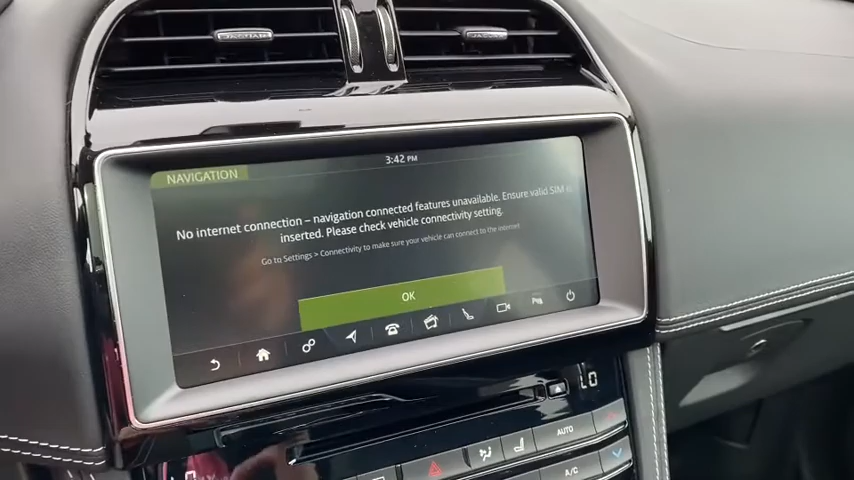 3:42 PM
NAVIGATION
No internet connection – navigation connected features unavailable. Ensure valid SIM is
inserted. Please check vehicle connectivity setting.
Go to Settings > Connectivity to make sure your vehicle can connect to the internet
OK
LO
AUTO
A/C